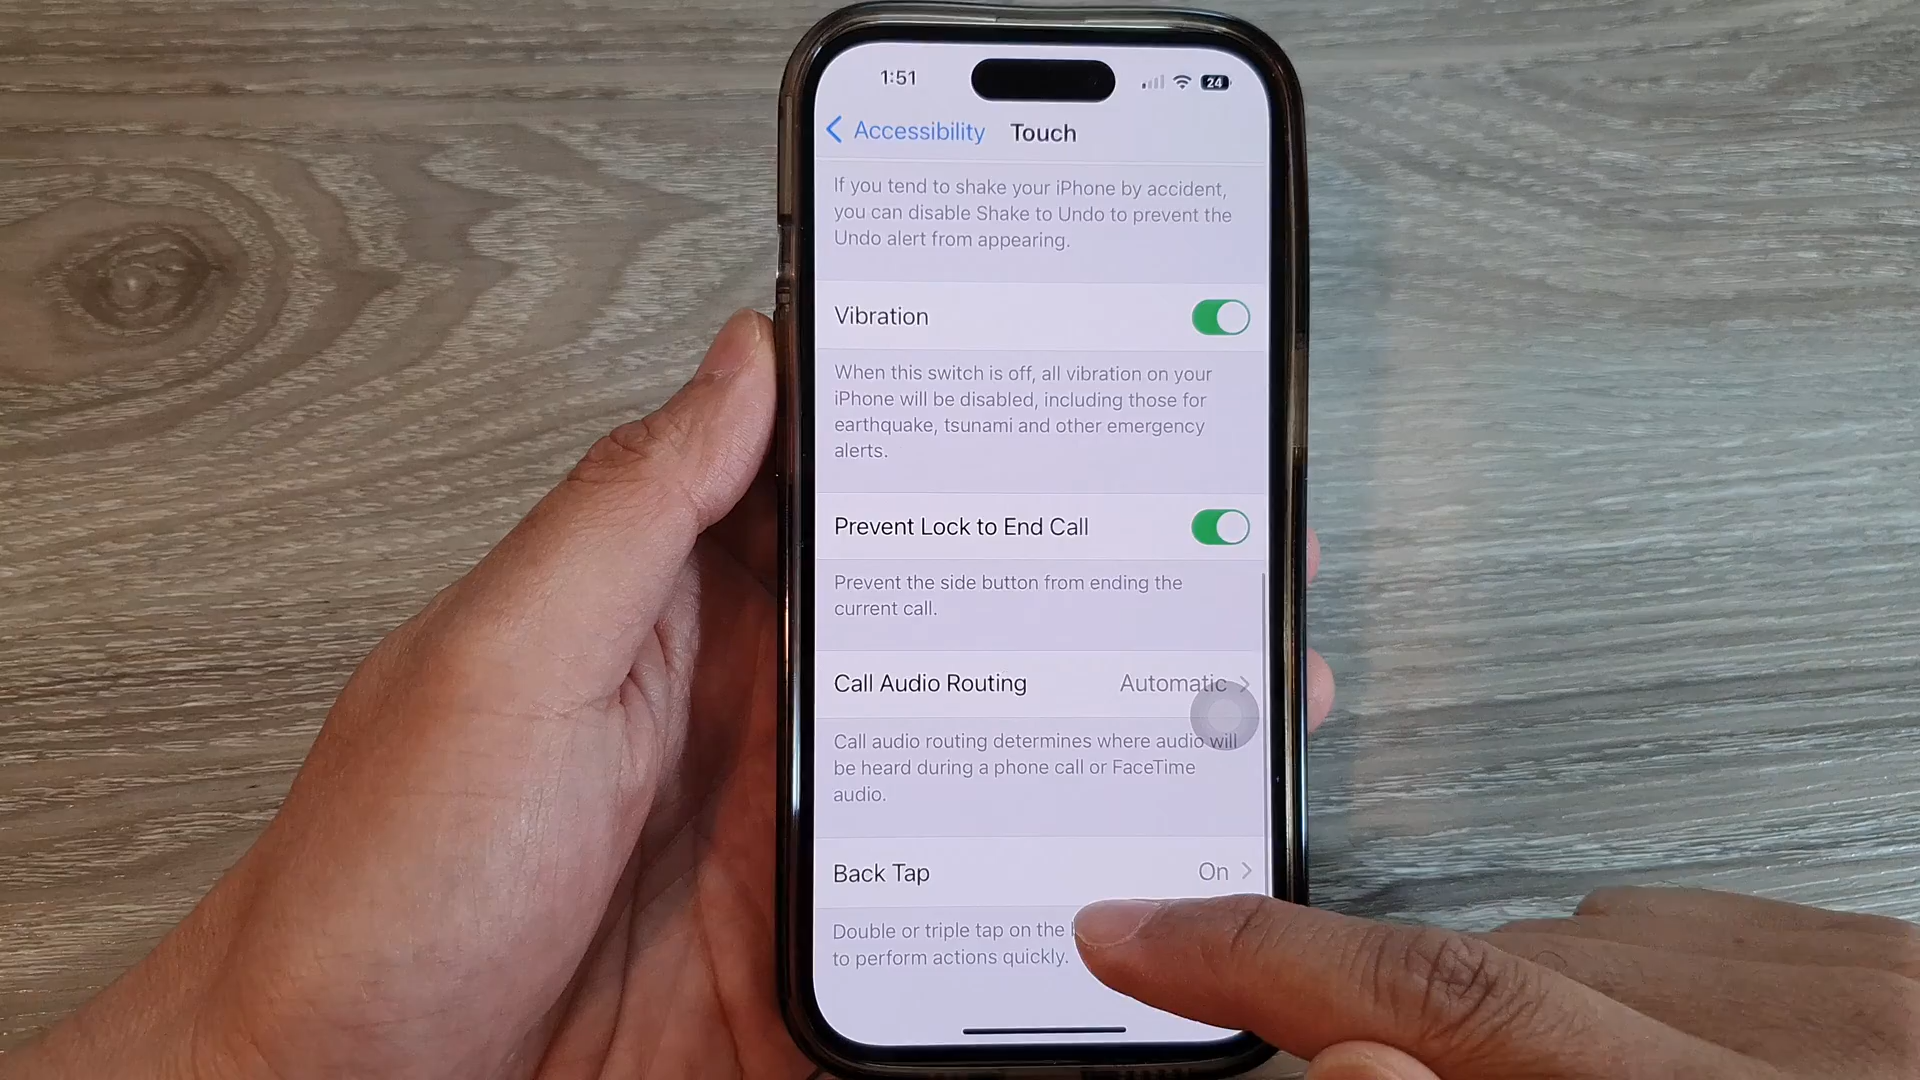 1:51
24
Accessibility Touch
If you tend to shake your iPhone by accident,
you can disable Shake to Undo to prevent the
Undo alert from appearing.
Vibration
When this switch is off, all vibration on your
iPhone will be disabled, including those for
earthquake, tsunami and other emergency
alerts.
Prevent Lock to End Call
Prevent the side button from ending the
current call.
Call Audio Routing Automatic
Call audio routing determines where audio will
be heard during a phone call or FaceTime
audio.
Back Tap On
Double or triple tap on the
to perform actions quickly.